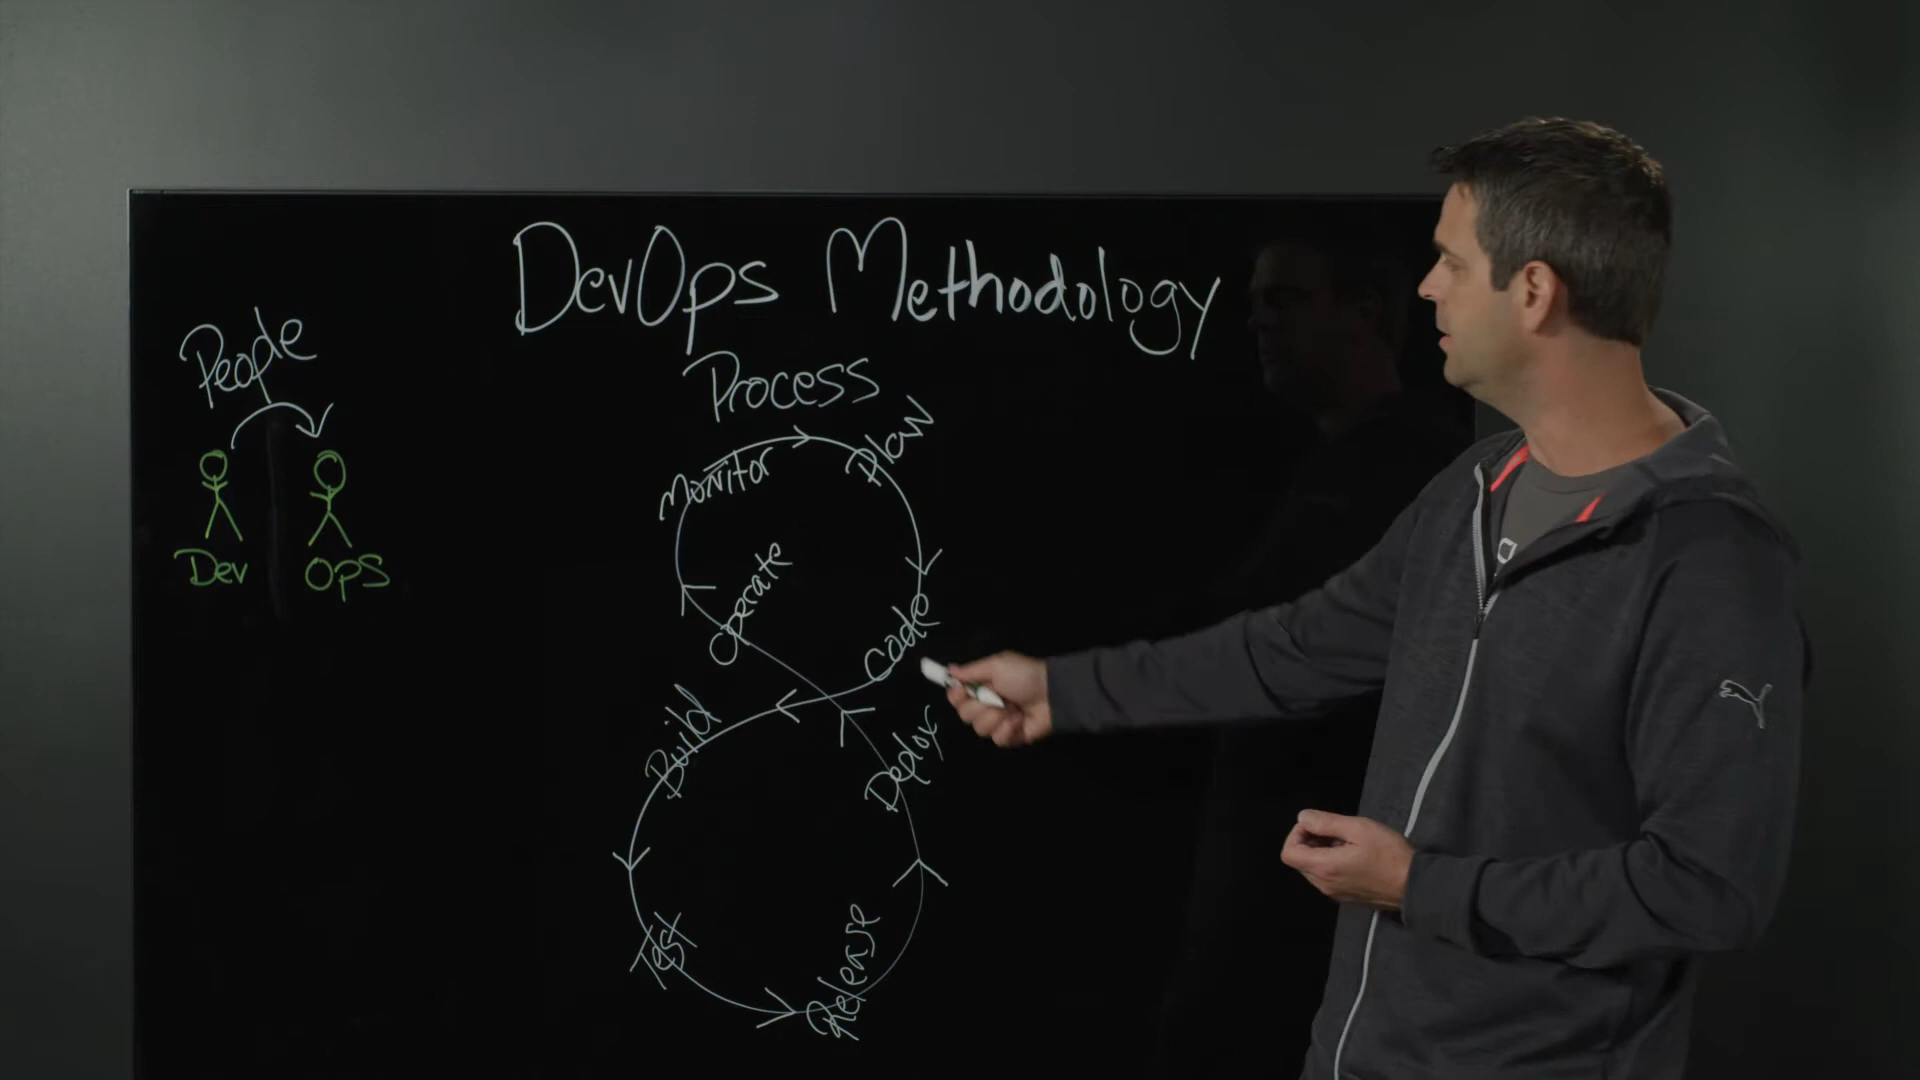 DevOps Methodology
People
Dev
Ops
Process
Plan
Code
Build
Test
Release
Deploy
Operate
Monitor